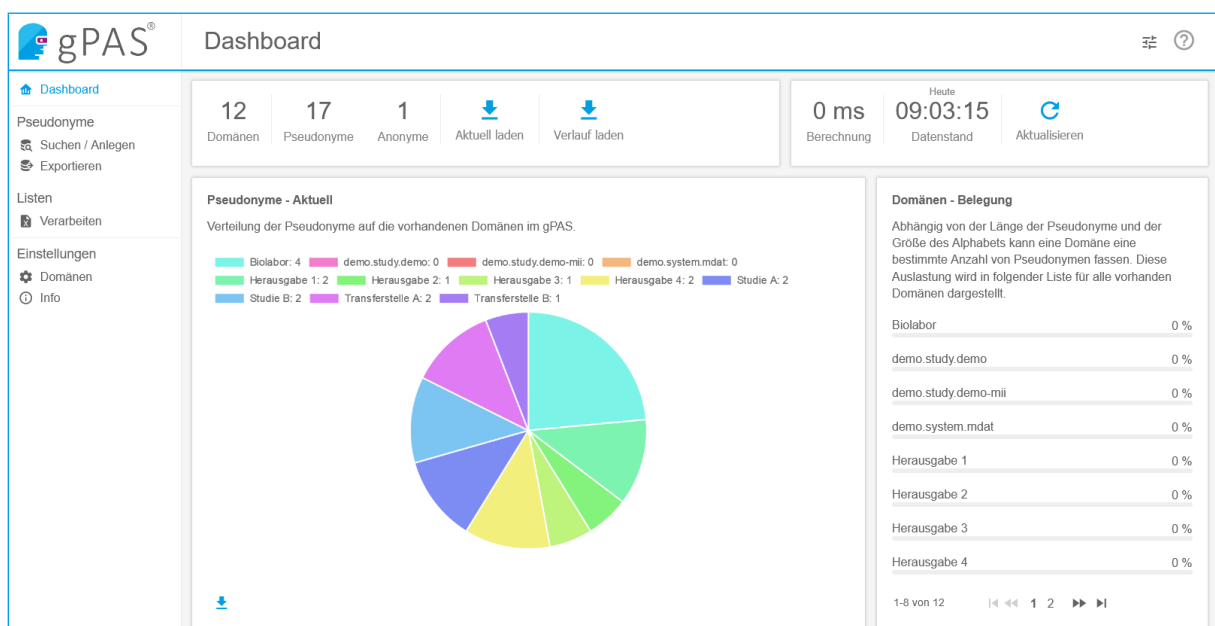 gPAS®
Dashboard
Dashboard
Pseudonyme
Suchen / Anlegen
Exportieren
Listen
Verarbeiten
Einstellungen
Domänen
Info
12
Domänen
17
Pseudonyme
1
Anonyme
Aktuell laden
Verlauf laden
0 ms
Berechnung
Heute
09:03:15
Datenstand
Aktualisieren
Pseudonyme - Aktuell
Verteilung der Pseudonyme auf die vorhandenen Domänen im gPAS.
Biolabor: 4 demo.study.demo: 0 demo.study.demo-mii: 0 demo.system.mdat: 0
Herausgabe 1: 2 Herausgabe 2: 1 Herausgabe 3: 1 Herausgabe 4: 2 Studie A: 2
Studie B: 2 Transferstelle A: 2 Transferstelle B: 1
Domänen - Belegung
Abhängig von der Länge der Pseudonyme und der
Größe des Alphabets kann eine Domäne eine
bestimmte Anzahl von Pseudonymen fassen. Diese
Auslastung wird in folgender Liste für alle vorhanden
Domänen dargestellt.
Biolabor 0 %
demo.study.demo 0 %
demo.study.demo-mii 0 %
demo.system.mdat 0 %
Herausgabe 1 0 %
Herausgabe 2 0 %
Herausgabe 3 0 %
Herausgabe 4 0 %
1-8 von 12 1 2